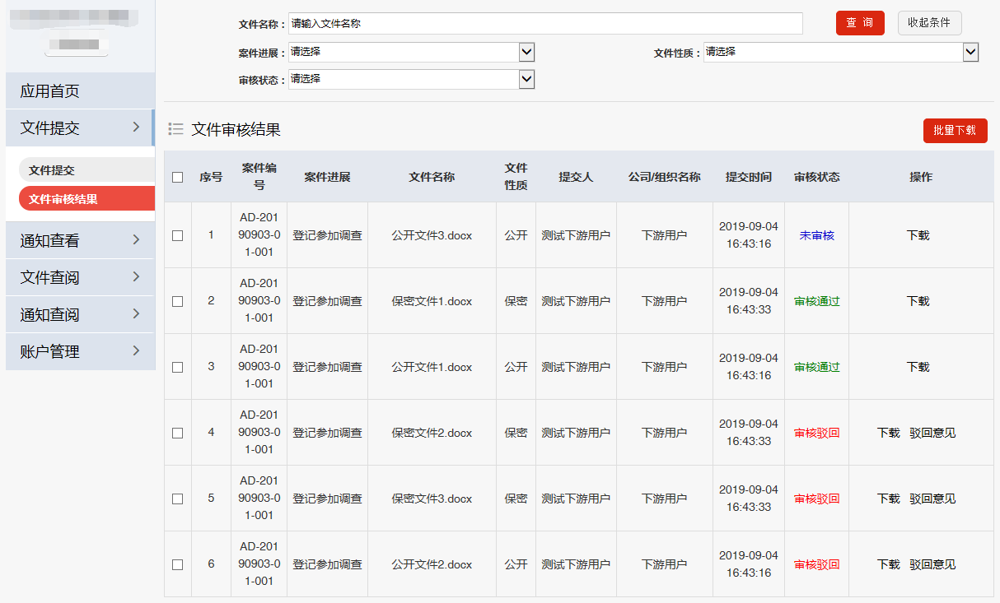 文件名称： 请输入文件名称 查 询 收起条件
案件进展： 请选择 文件性质： 请选择
审核状态： 请选择
应用首页
文件提交
文件提交
文件审核结果
通知查看
文件查阅
通知查阅
账户管理
文件审核结果 批量下载
序号 案件编号 案件进展 文件名称 文件性质 提交人 公司/组织名称 提交时间 审核状态 操作
1 AD-20190903-01-001 登记参加调查 公开文件3.docx 公开 测试下游用户 下游用户 2019-09-04 16:43:16 未审核 下载
2 AD-20190903-01-001 登记参加调查 保密文件1.docx 保密 测试下游用户 下游用户 2019-09-04 16:43:33 审核通过 下载
3 AD-20190903-01-001 登记参加调查 公开文件1.docx 公开 测试下游用户 下游用户 2019-09-04 16:43:16 审核通过 下载
4 AD-20190903-01-001 登记参加调查 保密文件2.docx 保密 测试下游用户 下游用户 2019-09-04 16:43:33 审核驳回 下载 驳回意见
5 AD-20190903-01-001 登记参加调查 保密文件3.docx 保密 测试下游用户 下游用户 2019-09-04 16:43:33 审核驳回 下载 驳回意见
6 AD-20190903-01-001 登记参加调查 公开文件2.docx 公开 测试下游用户 下游用户 2019-09-04 16:43:16 审核驳回 下载 驳回意见